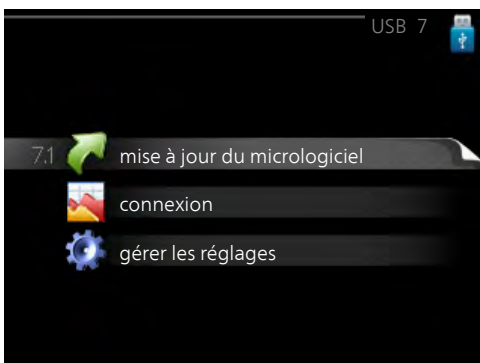 USB 7
7.1 mise à jour du micrologiciel
connexion
gérer les réglages